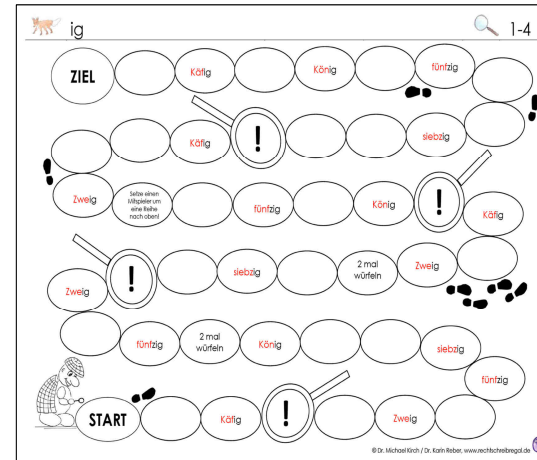 ig 1-4
ZIEL Käfig König fünfzig
Käfig ! siebzig
Zweig Setze einen
Mitspieler um
eine Reihe
nach oben! fünfzig König ! Käfig
Zweig ! siebzig 2 mal
würfeln Zweig
fünfzig 2 mal
würfeln König siebzig
fünfzig
START Käfig ! Zweig
© Dr. Michael Kirch / Dr. Karin Reber, www.rechtschreibregal.de